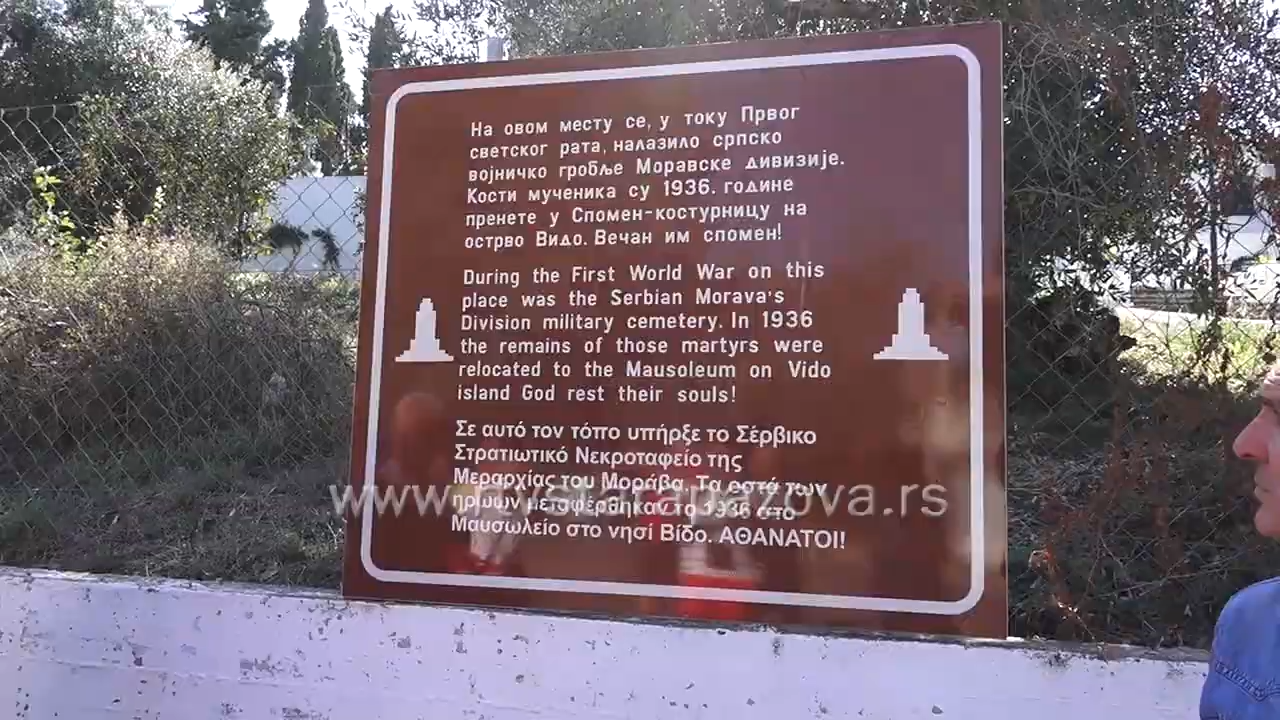 На овом месту се, у току Првог
светског рата, налазило српско
војничко гробље Моравске дивизије.
Кости мученика су 1936. године
пренете у Спомен-костурницу на
острво Видо. Вечан им спомен!
During the First World War on this
place was the Serbian Morava's
Division military cemetery. In 1936
the remains of those martyrs were
relocated to the Mausoleum on Vido
island God rest their souls!
Σε αυτό τον τόπο υπήρξε το Σέρβικο
Στρατιωτικό Νεκροταφείο της
Μεραρχίας του Μοράβα. Τα οστά των
ηρώων μεταφέρθηκαν το 1936 στο
Μαυσωλείο στο νησί Βίδο. ΑΘΑΝΑΤΟΙ!